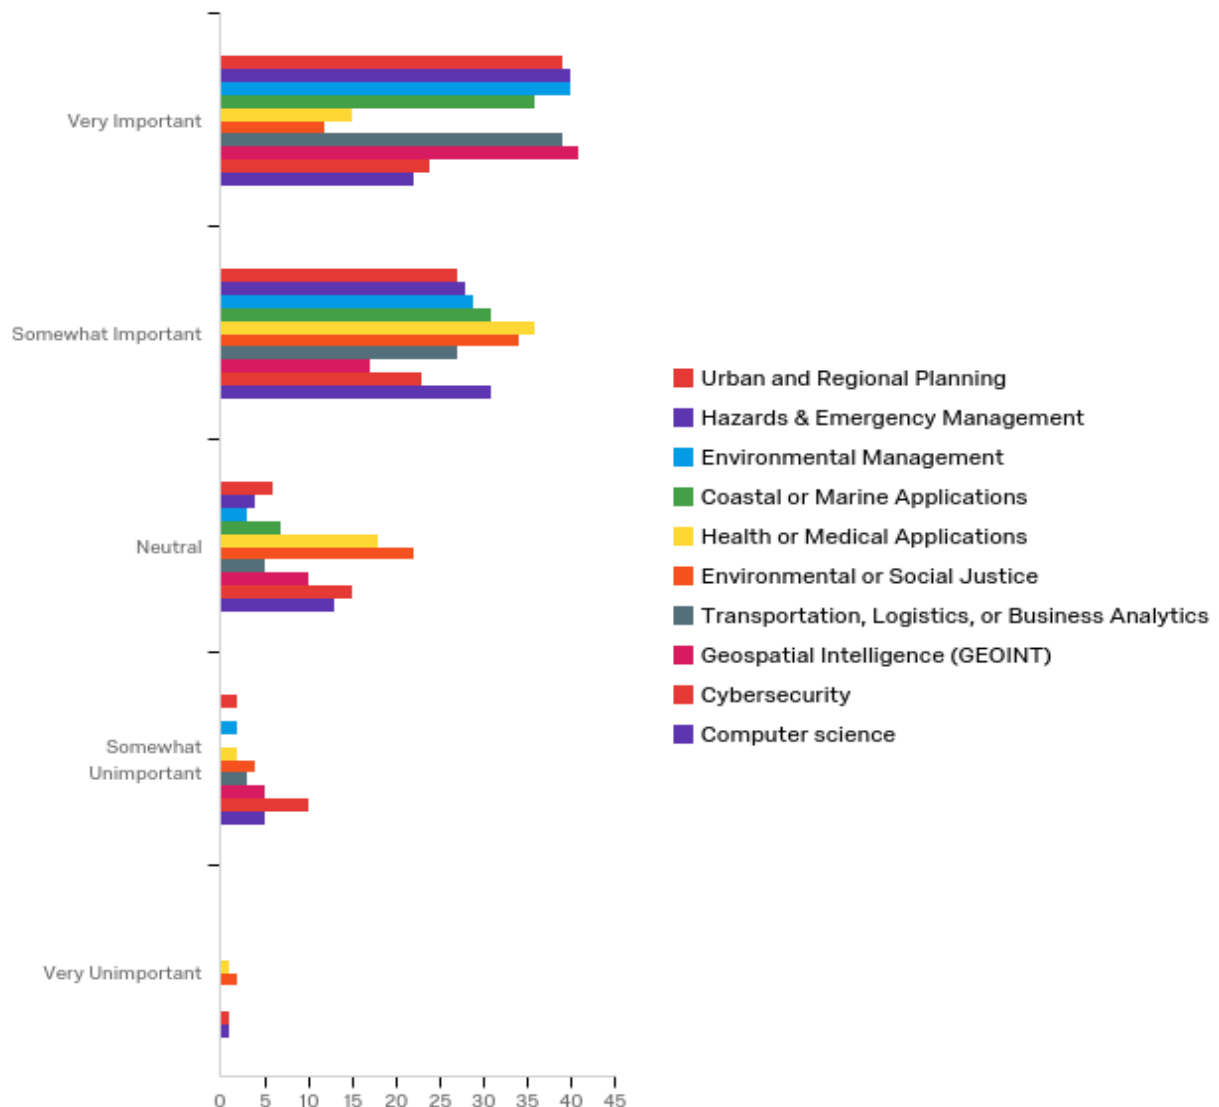 Very Important
Somewhat Important
Neutral
Somewhat
Unimportant
Very Unimportant
0 5 10 15 20 25 30 35 40 45
Urban and Regional Planning
Hazards & Emergency Management
Environmental Management
Coastal or Marine Applications
Health or Medical Applications
Environmental or Social Justice
Transportation, Logistics, or Business Analytics
Geospatial Intelligence (GEOINT)
Cybersecurity
Computer science